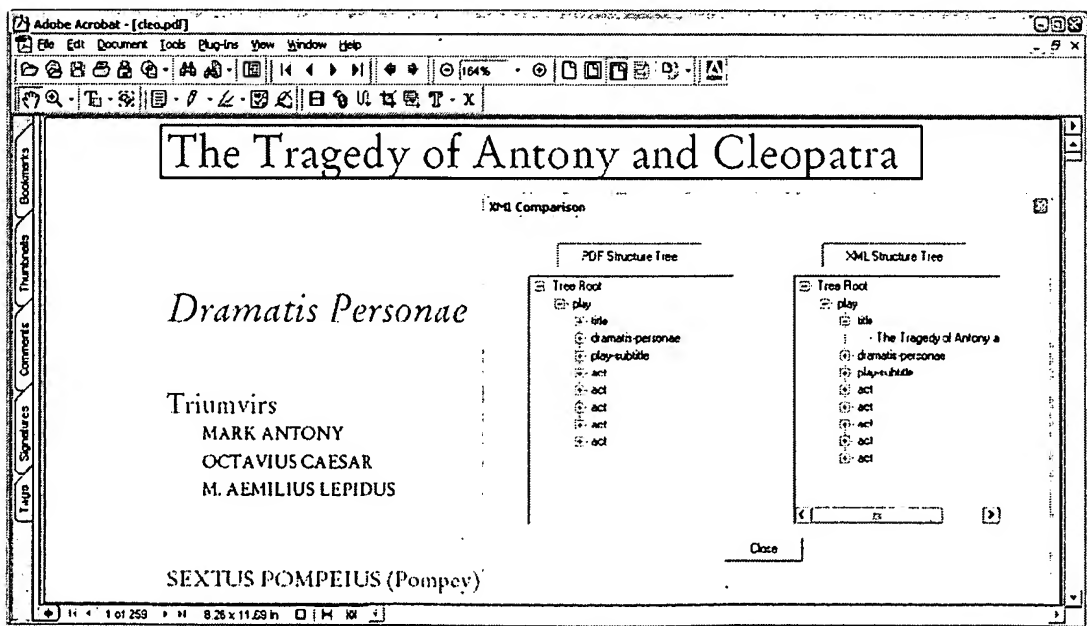 Adobe Acrobat - [cleo.pdf]
File Edit Document Tools Plug-Ins View Window Help
164%
Bookmarks
Thumbnails
Comments
Signatures
Tags
The Tragedy of Antony and Cleopatra
Dramatis Personae
Triumvirs
MARK ANTONY
OCTAVIUS CAESAR
M. AEMILIUS LEPIDUS
SEXTUS POMPEIUS (Pompey)
XML Comparison
PDF Structure Tree
Tree Root
play
title
dramatis-personae
play-subtitle
act
act
act
act
act
XML Structure Tree
Tree Root
play
title
The Tragedy of Antony a
dramatis-personae
play-subtitle
act
act
act
act
act
Close
1 of 259
8.26 x 11.69 in